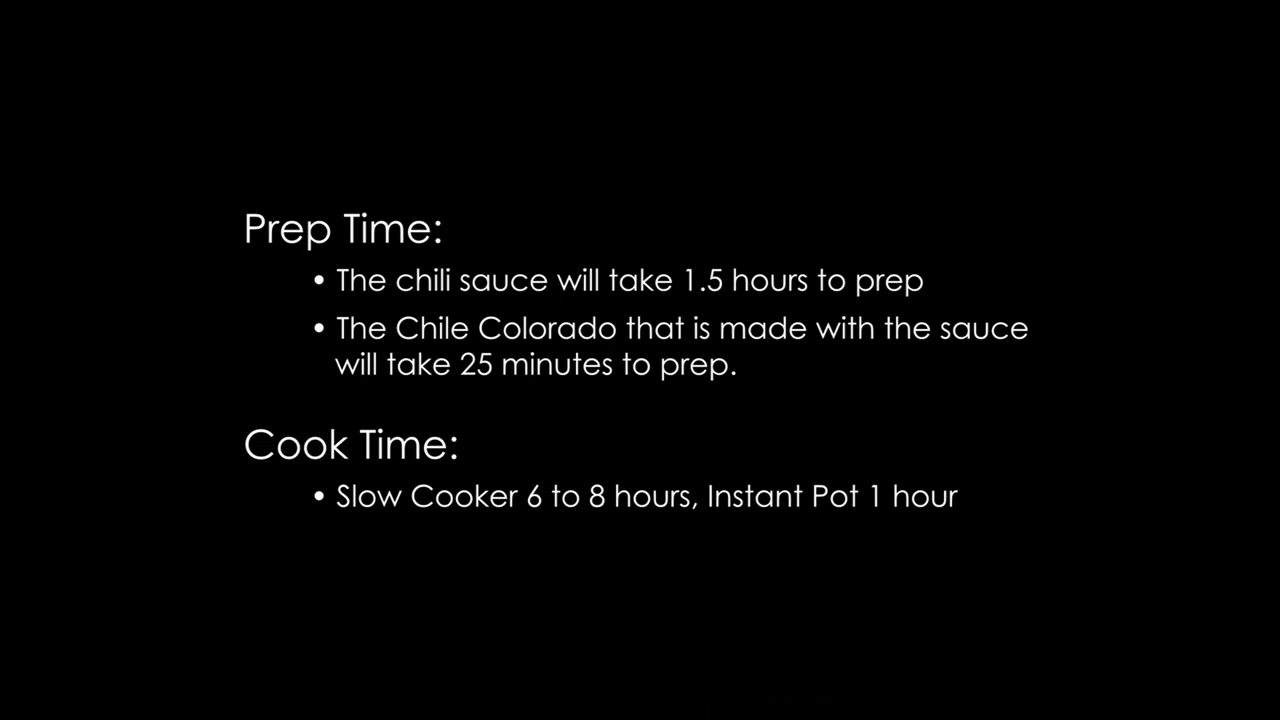 Prep Time:
• The chili sauce will take 1.5 hours to prep
• The Chile Colorado that is made with the sauce
will take 25 minutes to prep.
Cook Time:
• Slow Cooker 6 to 8 hours, Instant Pot 1 hour